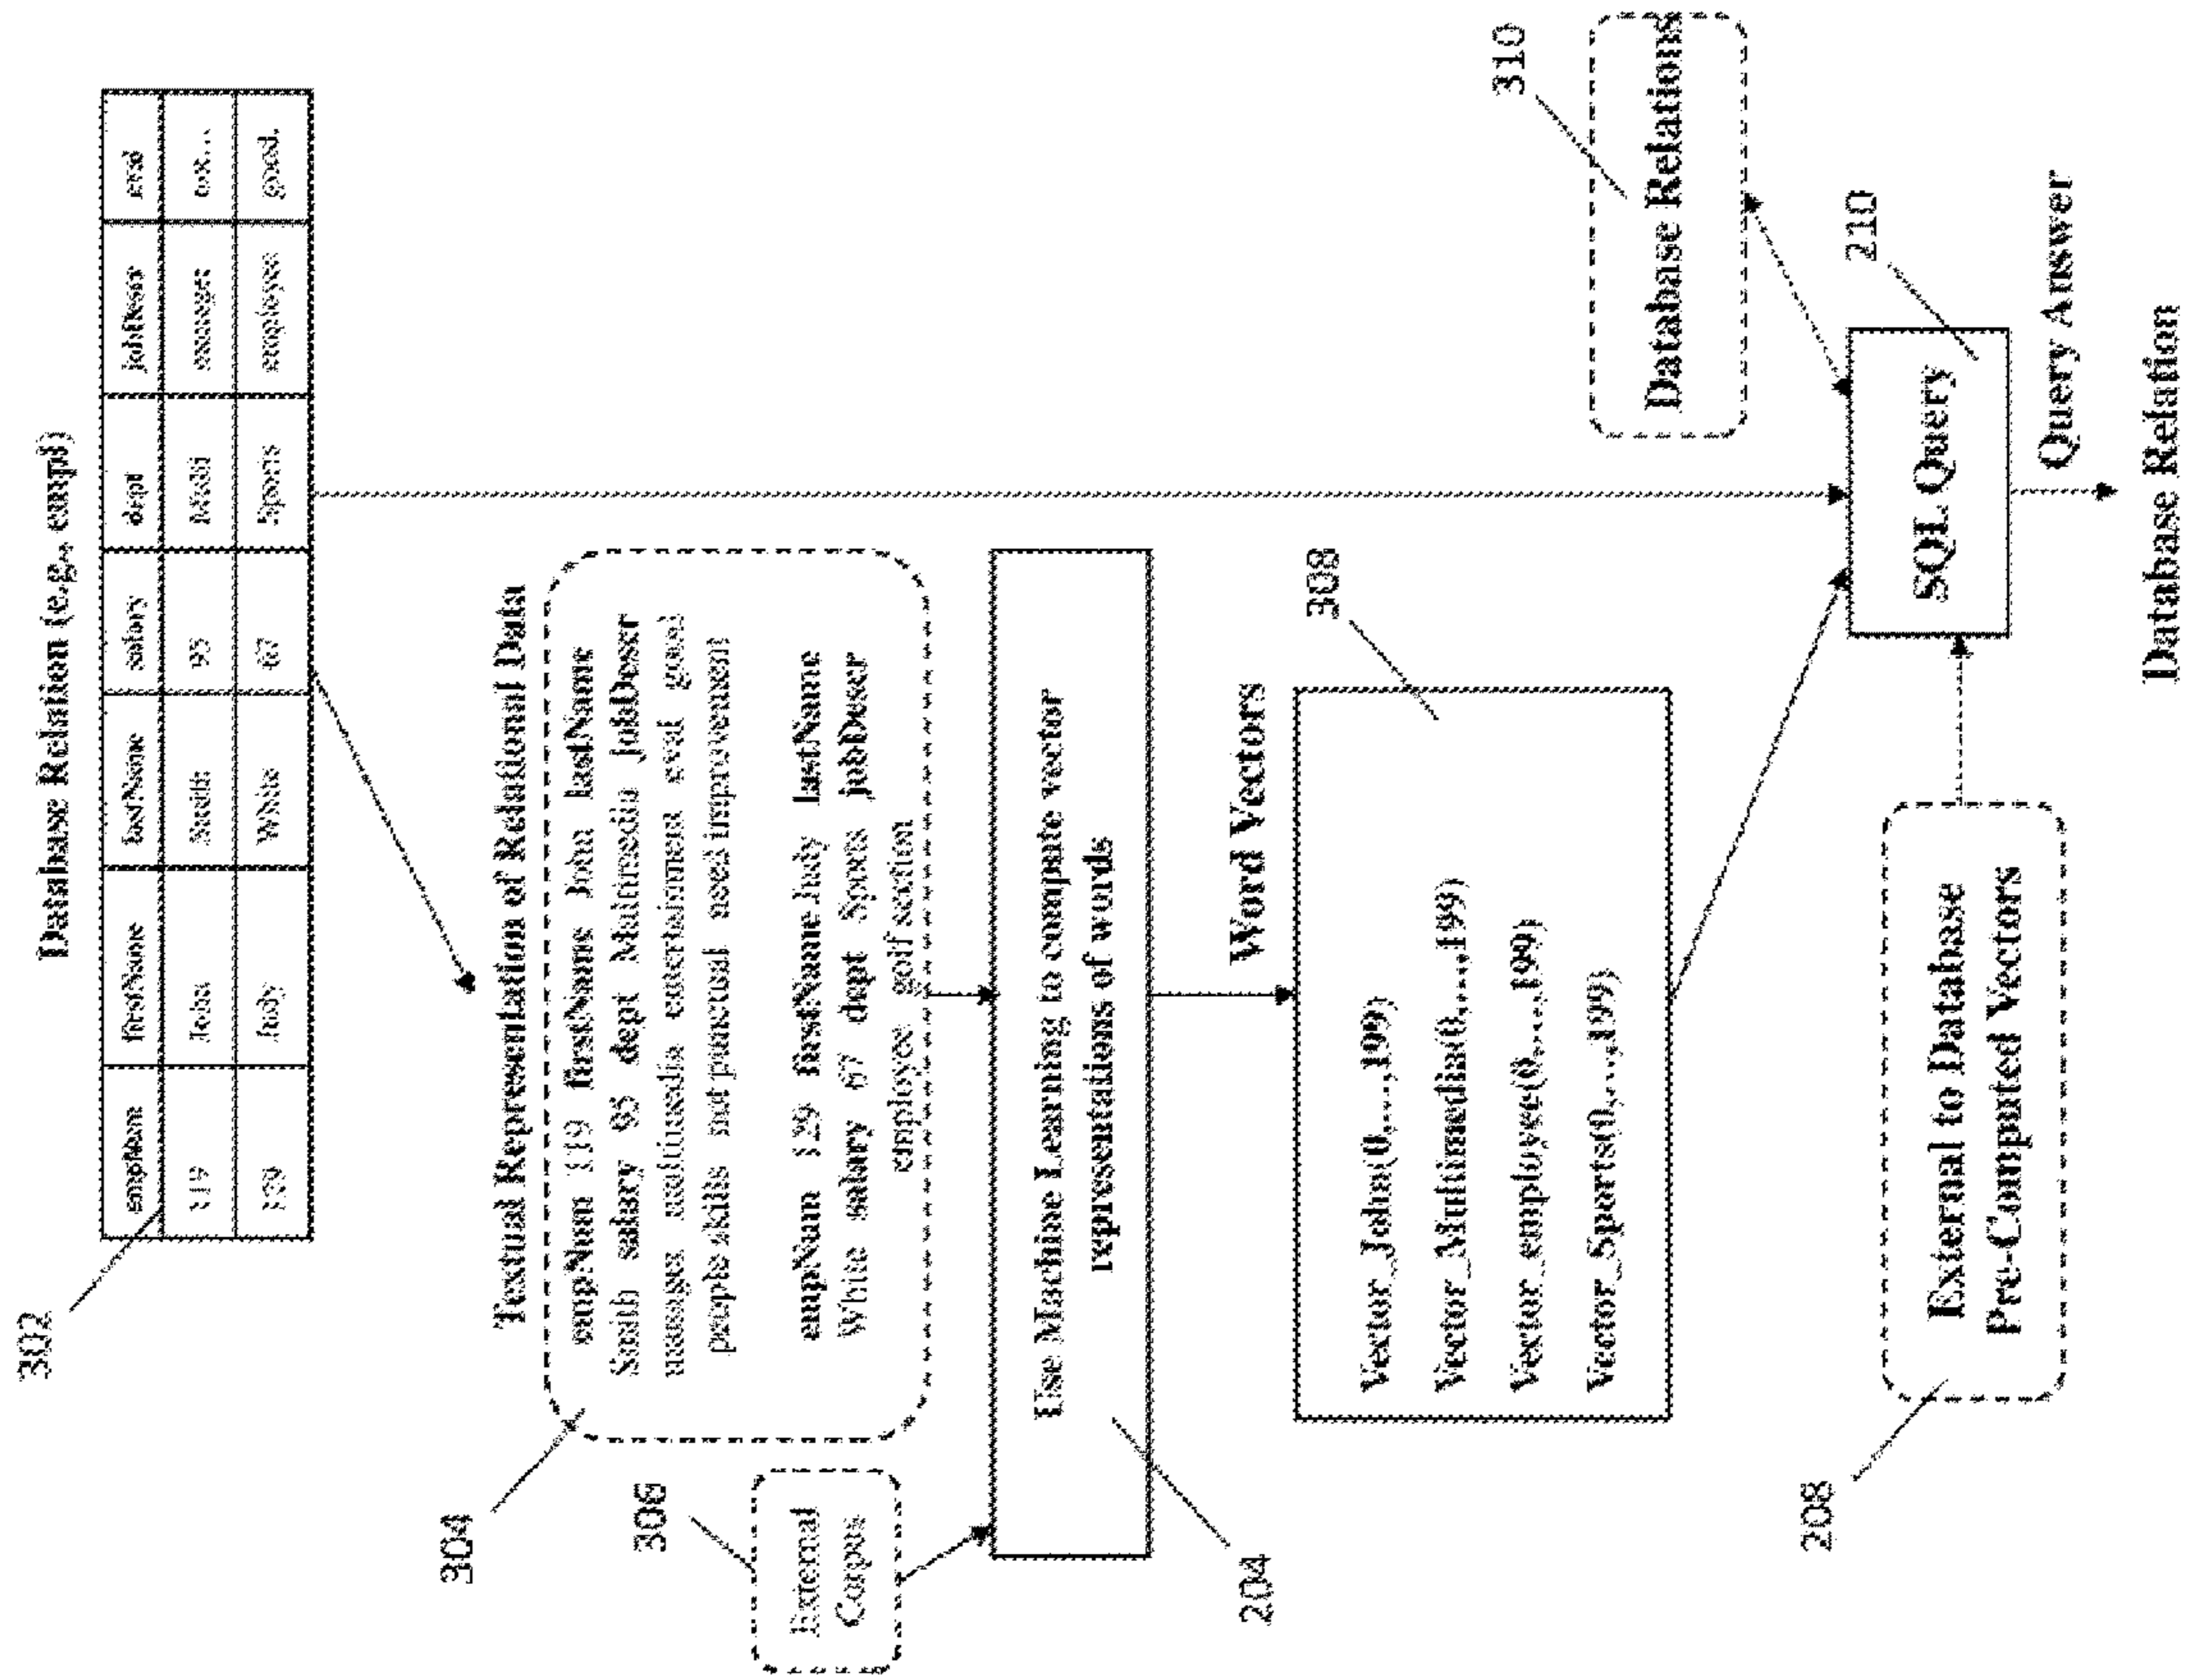 Database Relation (e.g., empl)
302
empNum firstName lastName salary dept jobDescr eval
119 John Smith 95 Multi manager
Judy White 67 Sports employee good,
Textual Representation of Relational Data
304
empNum 119 firstName John lastName
Smith salary 95 dept Multimedia jobDescr
manager multimedia entertainment eval good
people skills not punctual need improvement
empNum 129 firstName Judy lastName
White salary 67 dept Sports jobDescr
employee golf section
306
External
Corpus
Use Machine Learning to compute vector
representations of words
204
Word Vectors
308
Vector_John(0,...,199)
Vector_Multimedia(0,...,199)
Vector_employee(0,...,199)
Vector_Sports(0,...,199)
310
Database Relations
208
External to Database
Pre-Computed Vectors
SQL Query
210
Query Answer
Database Relation